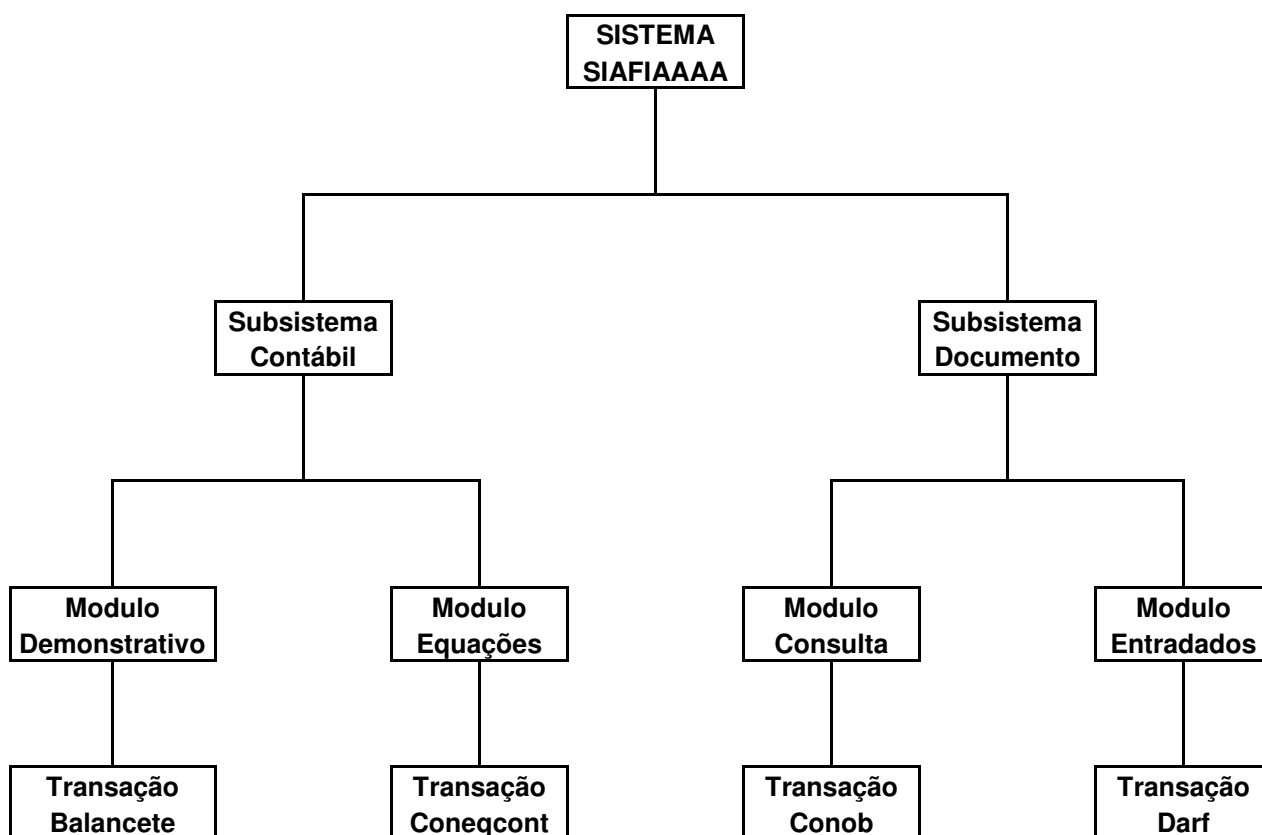 SISTEMA
SIAFIAAAA
Subsistema
Contábil
Subsistema
Documento
Modulo
Demonstrativo
Modulo
Equações
Modulo
Consulta
Modulo
Entradados
Transação
Balancete
Transação
Coneqcont
Transação
Conob
Transação
Darf